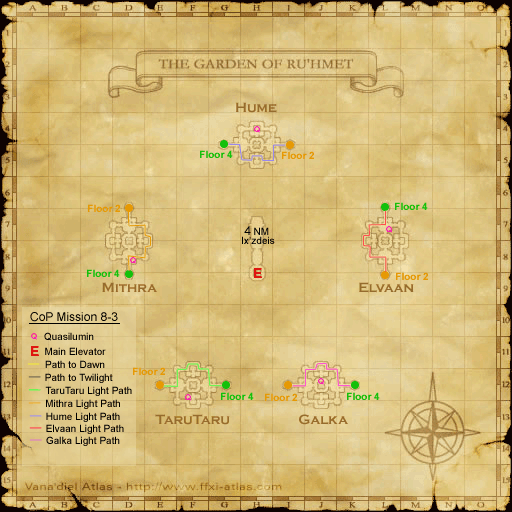 A B C D E F G H I J K L M N O
THE GARDEN OF RU'HMET
HUME
Floor 4
Floor 2
Floor 2
Floor 4
MITHRA
4 NM
Ix'zdeis
E
Floor 4
Floor 2
ELVAAN
CoP Mission 8-3
Quasilumin
E Main Elevator
Path to Dawn
Path to Twilight
TaruTaru Light Path
Mithra Light Path
Hume Light Path
Elvaan Light Path
Galka Light Path
Floor 2
Floor 4
TARUTARU
Floor 2
Floor 4
GALKA
Vana'diel Atlas - http://www.ffxi-atlas.com